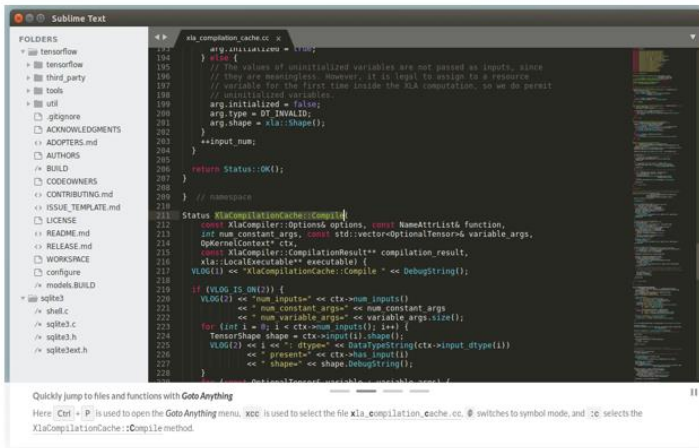 Sublime Text
FOLDERS
tensorflow
tensorflow
third_party
tools
util
.gitignore
ACKNOWLEDGMENTS
ADOPTERS.md
AUTHORS
BUILD
CODEOWNERS
CONTRIBUTING.md
ISSUE_TEMPLATE.md
LICENSE
README.md
RELEASE.md
WORKSPACE
configure
models.BUILD
sqlite3
shell.c
sqlite3.c
sqlite3.h
sqlite3ext.h
xla_compilation_cache.cc x
193 arg.initialized = true;
194 } else {
195 // The values of uninitialized variables are not passed as inputs, since
196 // they are meaningless. However, it is legal to assign to a resource
197 // variable for the first time inside the XLA computation, so we do permit
198 // uninitialized variables.
199 arg.initialized = false;
200 arg.type = DT_INVALID;
201 arg.shape = xla::Shape();
202 }
203 ++input_num;
204 }
205
206 return Status::OK();
207 }
208
209 } // namespace
210
211 Status XlaCompilationCache::Compile(
212 const XlaCompiler::Options& options, const NameAttrList& function,
213 int num_constant_args, const std::vector<OptionalTensor>& variable_args,
214 OpKernelContext* ctx,
215 const XlaCompiler::CompilationResult** compilation_result,
216 xla::LocalExecutable** executable) {
217 VLOG(1) << "XlaCompilationCache::Compile " << DebugString();
218
219 if (VLOG_IS_ON(2)) {
220 VLOG(2) << "num_inputs=" << ctx->num_inputs()
221 << " num_constant_args=" << num_constant_args
222 << " num_variable_args=" << variable_args.size();
223 for (int i = 0; i < ctx->num_inputs(); i++) {
224 TensorShape shape = ctx->input(i).shape();
225 VLOG(2) << i << ": dtype=" << DataTypeString(ctx->input_dtype(i))
226 << " present=" << ctx->has_input(i)
227 << " shape=" << shape.DebugString();
228 }
229 for (const OptionalTensor& variable : variable_args) {
Quickly jump to files and functions with Goto Anything
Here Ctrl + P is used to open the Goto Anything menu, xcc is used to select the file xla_compilation_cache.cc. @ switches to symbol mode, and :c selects the
XlaCompilationCache::Compile method.